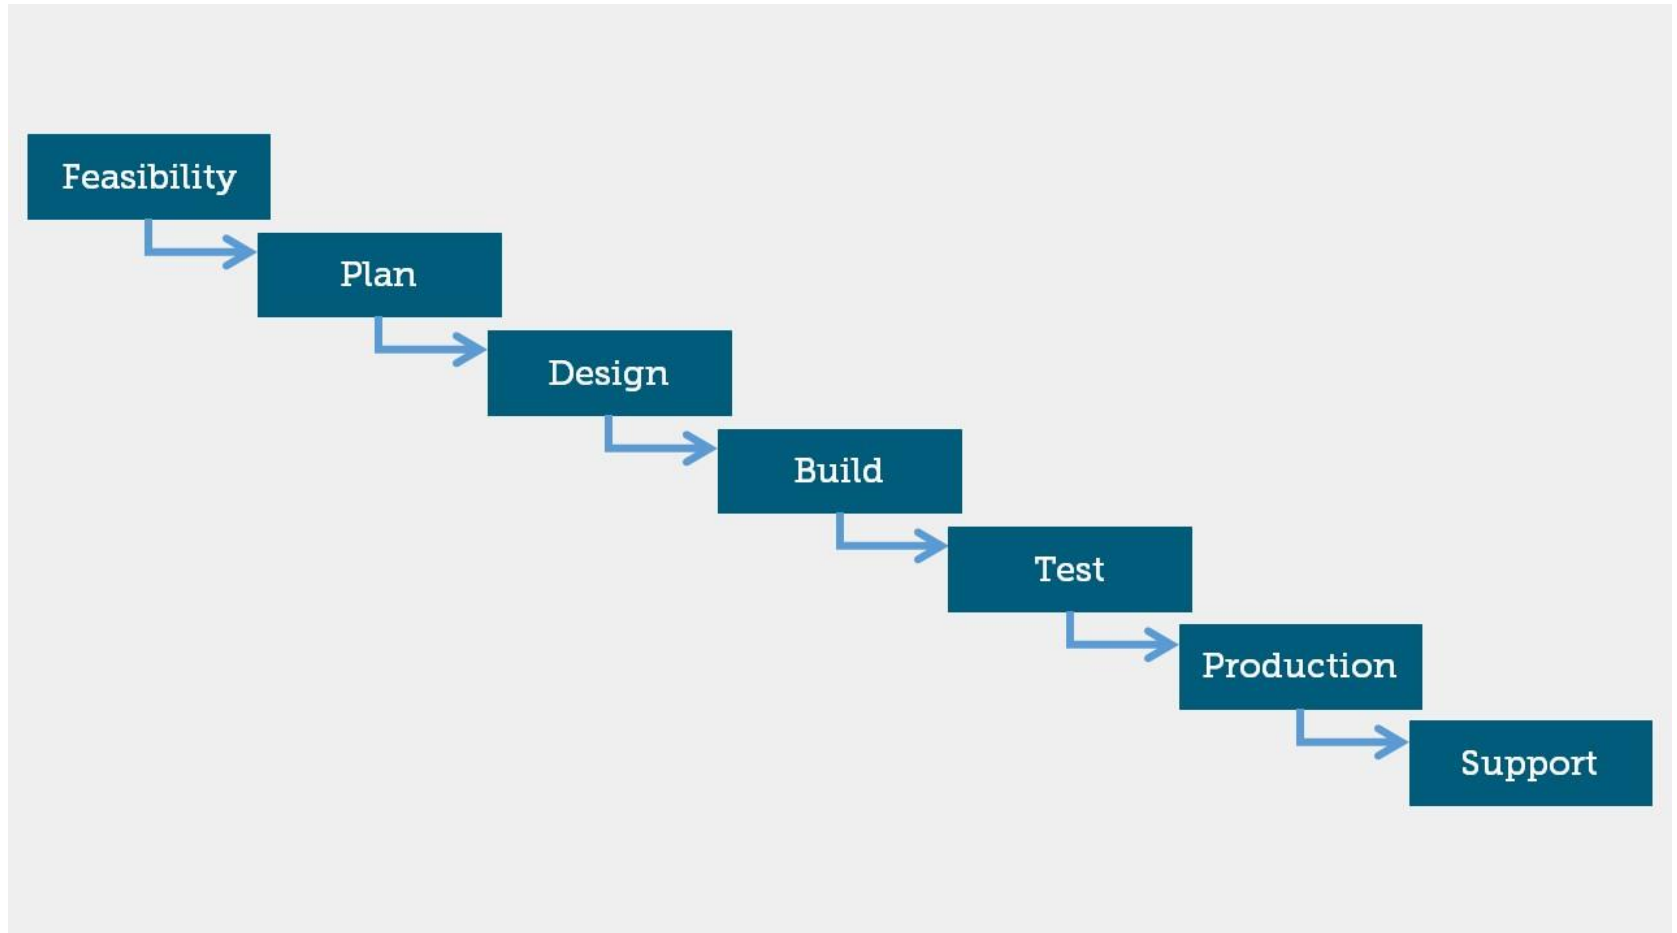 Feasibility
Plan
Design
Build
Test
Production
Support